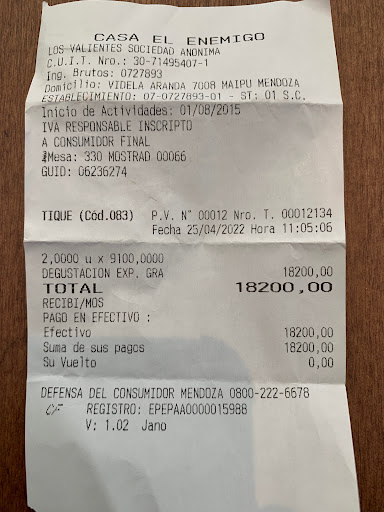 CASA EL ENEMIGO
LOS VALIENTES SOCIEDAD ANONIMA
C.U.I.T. Nro.: 30-71495407-1
Ing. Brutos: 0727893
Domicilio: VIDELA ARANDA 7008 MAIPU MENDOZA
ESTABLECIMIENTO: 07-0727893-01 - ST: 01 S.C.
Inicio de Actividades: 01/08/2015
IVA RESPONSABLE INSCRIPTO
A CONSUMIDOR FINAL
Mesa: 330 MOSTRAD 00066
GUID: 06236274
TIQUE (Cód.083) P.V. N° 00012 Nro. T. 00012134
Fecha 25/04/2022 Hora 11:05:06
2,0000 u x 9100,0000
DEGUSTACION EXP. GRA 18200,00
TOTAL 18200,00
RECIBI/MOS
PAGO EN EFECTIVO :
Efectivo 18200,00
Suma de sus pagos 18200,00
Su Vuelto 0,00
DEFENSA DEL CONSUMIDOR MENDOZA 0800-222-6678
CF REGISTRO: EPEPAA0000015988
V: 1.02 Jano